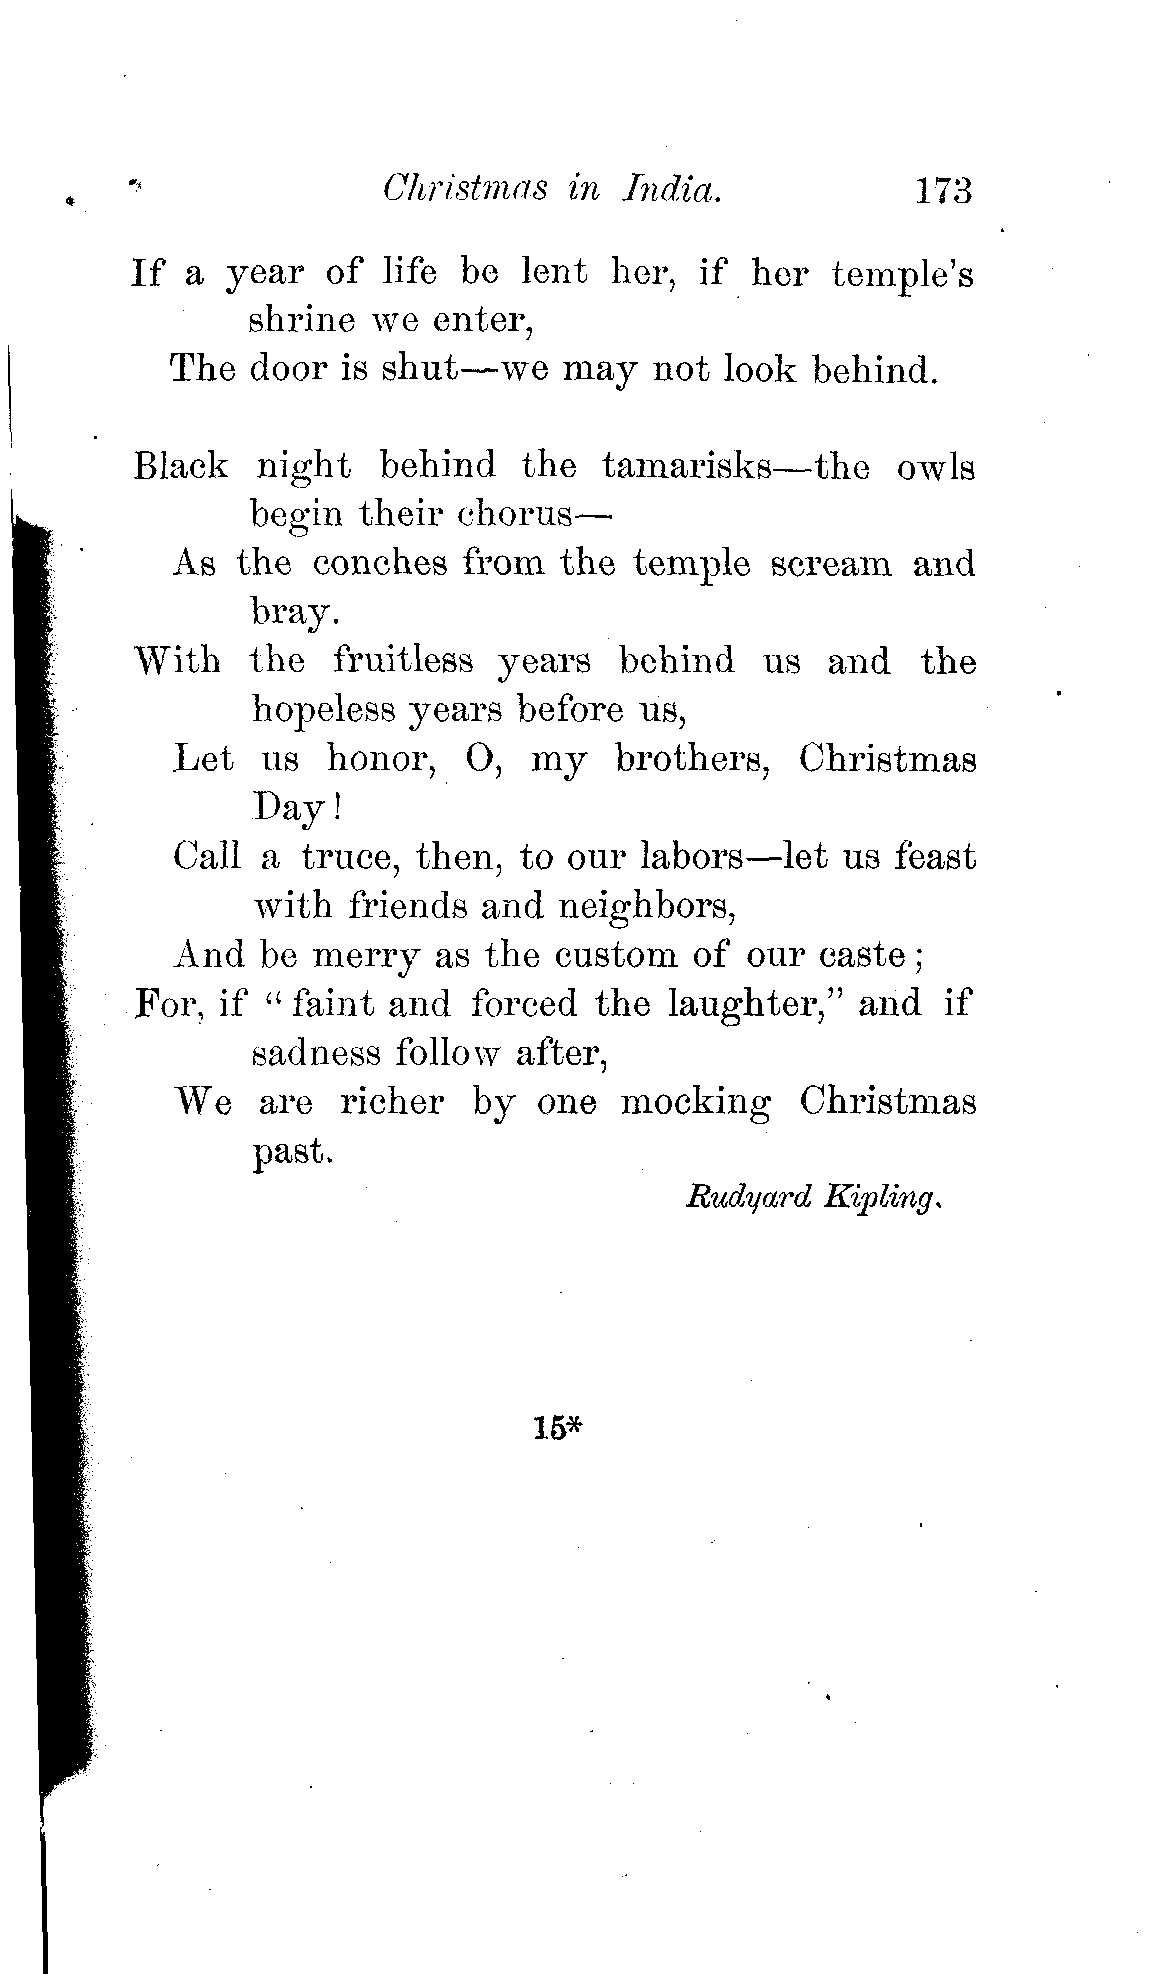 Christmas in India. 173
If a year of life be lent her, if her temple's
shrine we enter,
The door is shut—we may not look behind.
Black night behind the tamarisks—the owls
begin their chorus—
As the conches from the temple scream and
bray.
With the fruitless years behind us and the
hopeless years before us,
Let us honor, O, my brothers, Christmas
Day!
Call a truce, then, to our labors—let us feast
with friends and neighbors,
And be merry as the custom of our caste;
For, if "faint and forced the laughter," and if
sadness follow after,
We are richer by one mocking Christmas
past.
Rudyard Kipling.
15*